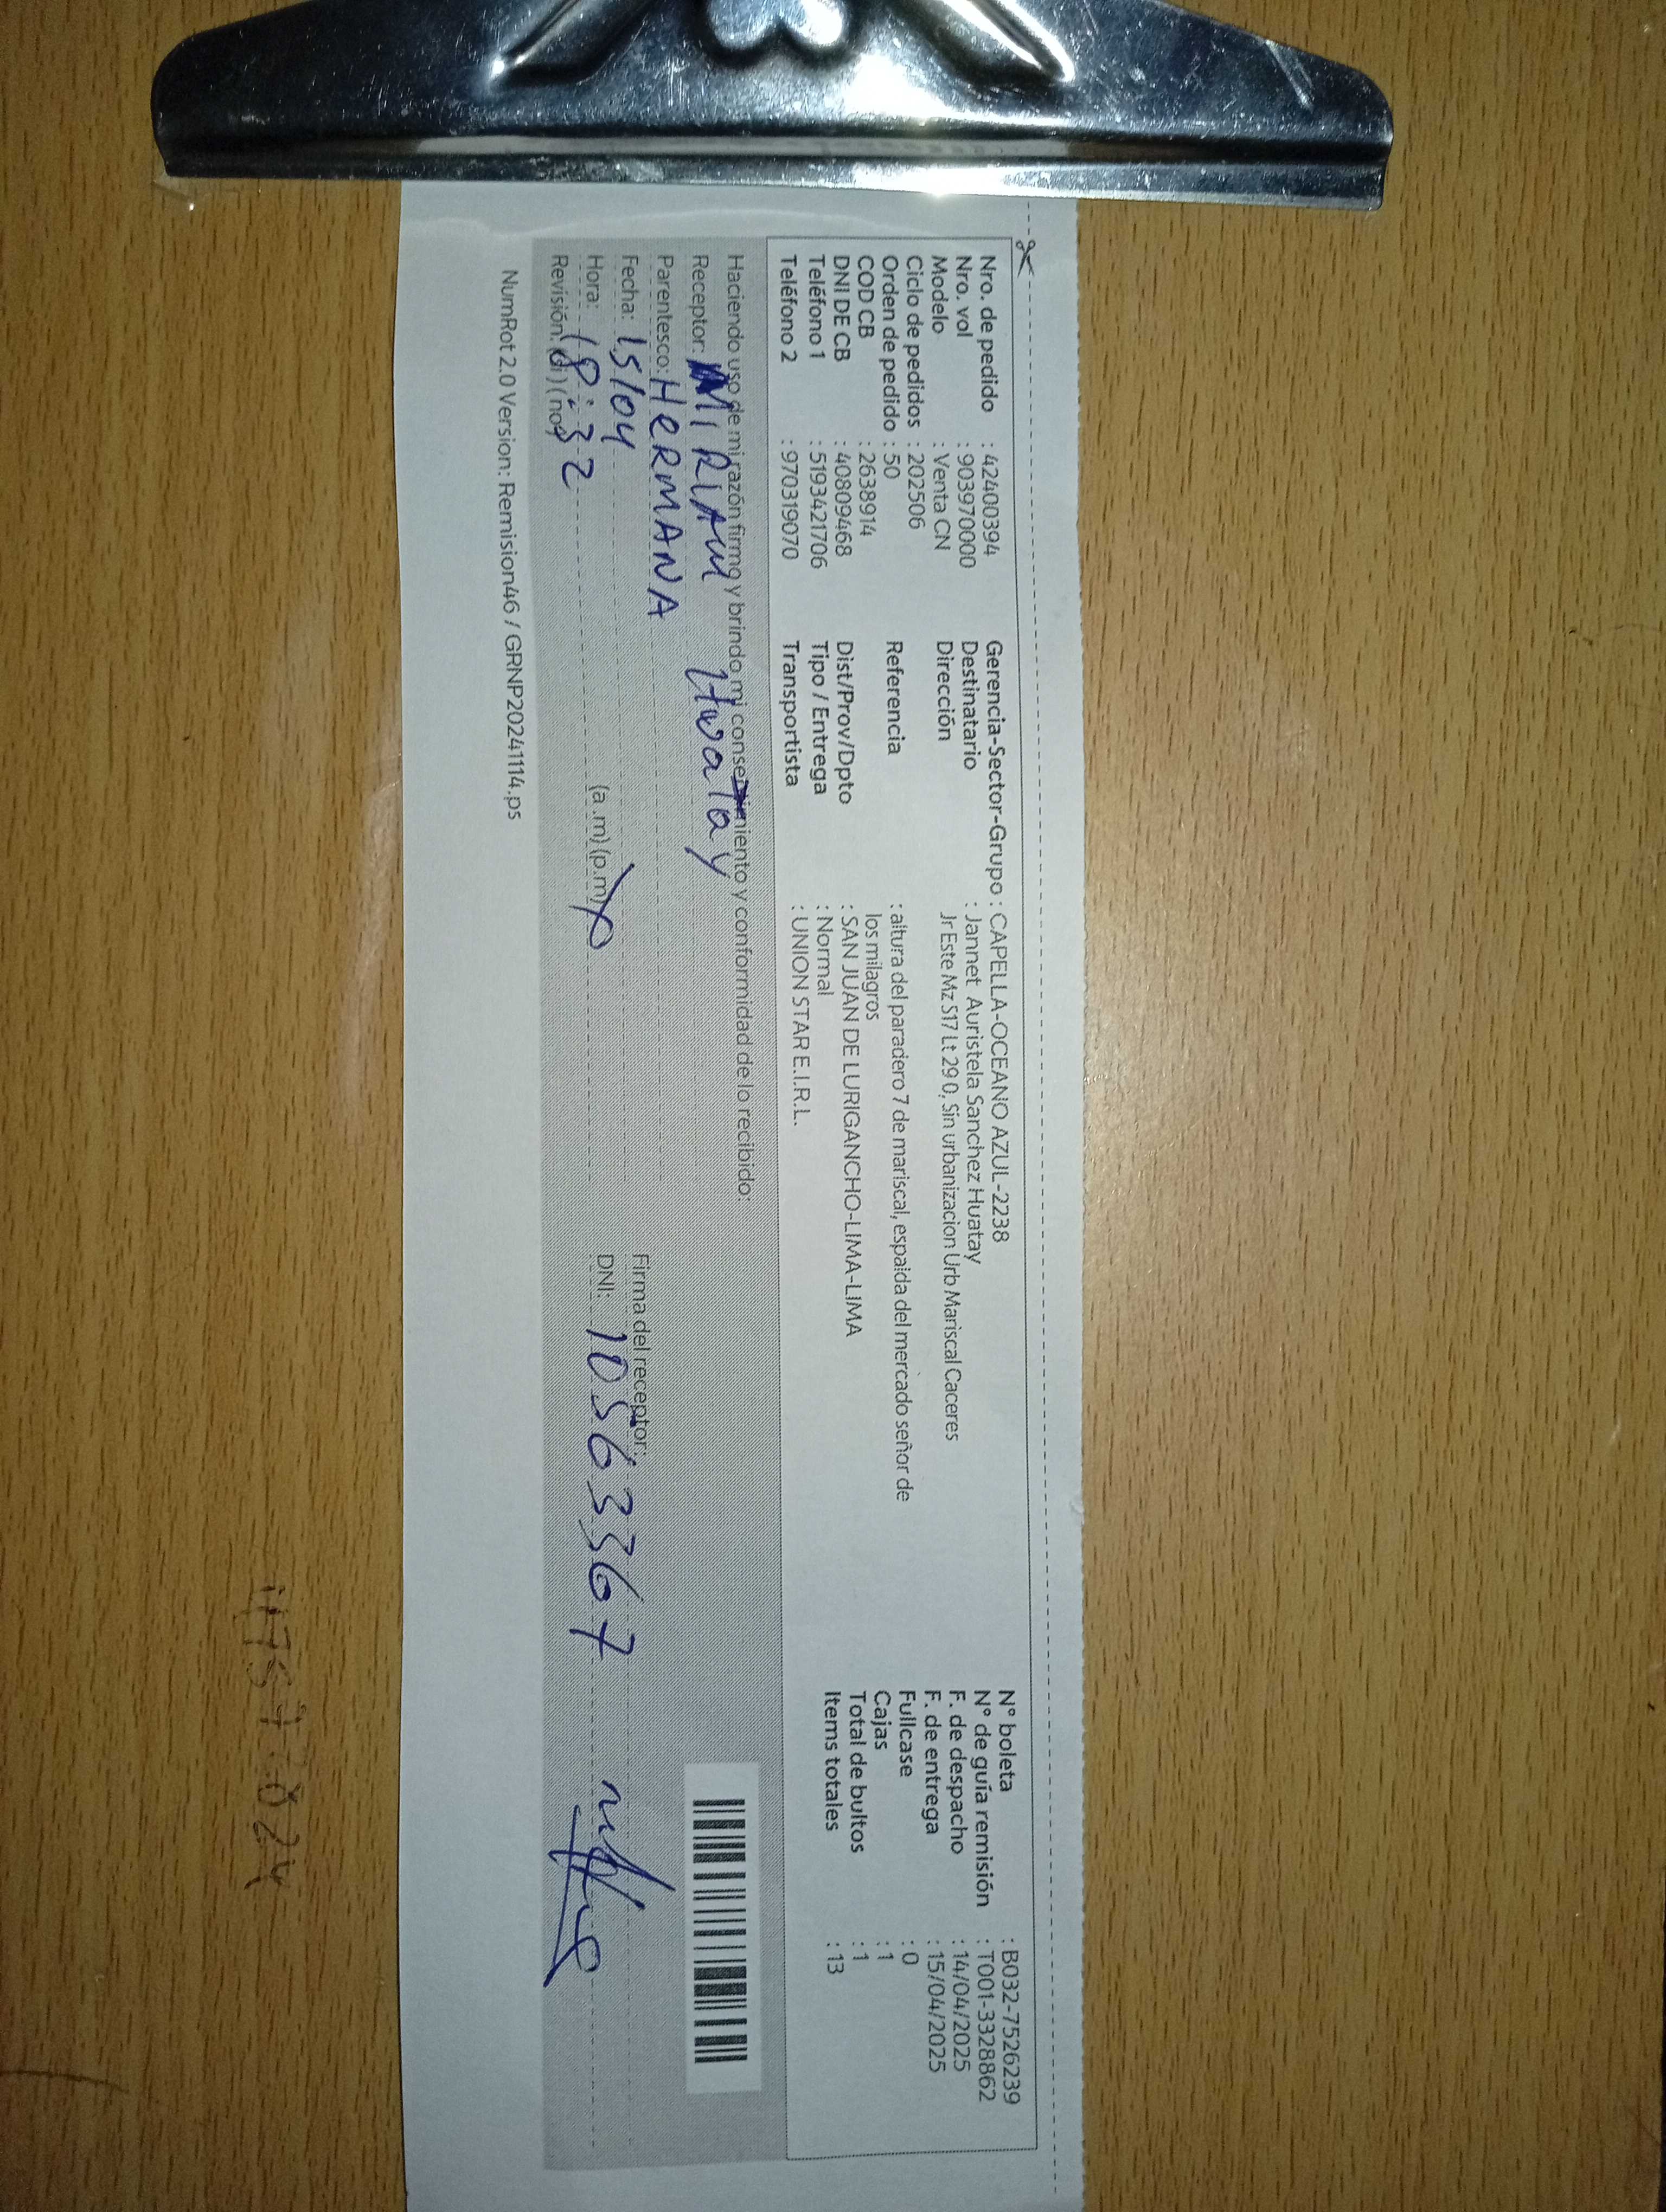 Nro. de pedido : 42400394
Nro. vol : 903970000
Modelo : Venta CN
Ciclo de pedidos : 202506
Orden de pedido : 50
COD CB : 2638914
DNI DE CB : 40809468
Teléfono 1 : 5193421706
Teléfono 2 : 970319070
Gerencia-Sector-Grupo : CAPELLA-OCEANO AZUL-2238
Destinatario : Jannet Auristela Sanchez Huatay
Dirección Jr Este Mz S17 Lt 29 0, Sin urbanizacion Urb Mariscal Caceres
Referencia : altura del paradero 7 de mariscal, espalda del mercado señor de
los milagros
Dist/Prov/Dpto : SAN JUAN DE LURIGANCHO-LIMA-LIMA
Tipo / Entrega : Normal
Transportista : UNION STAR E.I.R.L.
N° boleta : B032-7526239
N° de guía remisión : T001-3328862
F. de despacho : 14/04/2025
F. de entrega : 15/04/2025
Fullcase : 0
Cajas : 1
Total de bultos : 1
Items totales : 13
Haciendo uso de mi razón firmo y brindo mi consentimiento y conformidad de lo recibido:
Receptor: MIRIAM Huatay
Parentesco: HERMANA
Fecha: 15/04
Hora: 18:32 (a.m) (p.m)
Revisión: (si) (no)
Firma del receptor:
DNI: 10563367
NumRot 2.0 Version: Remision46 / GRNP20241114.ps